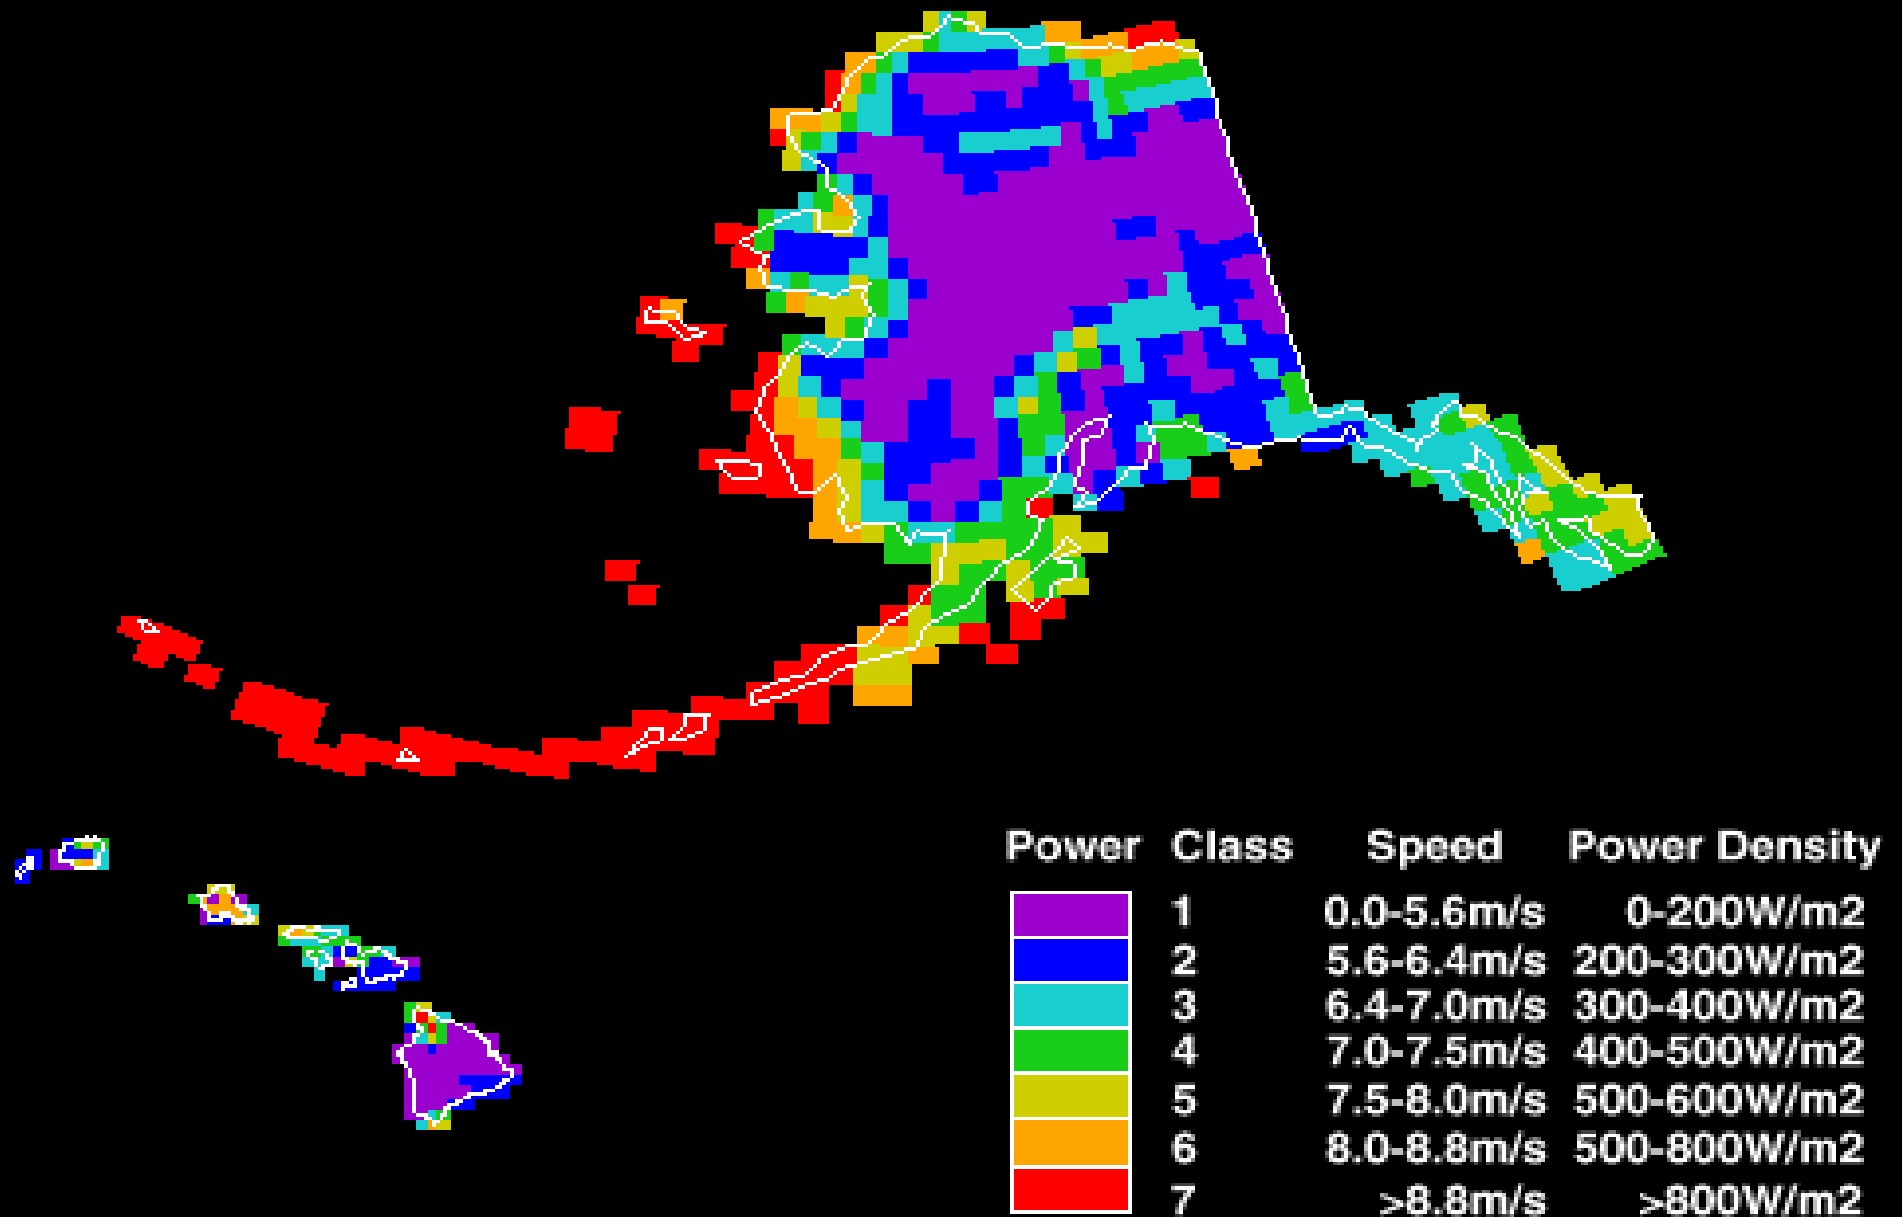 Power Class Speed Power Density
1 0.0-5.6m/s 0-200W/m2
2 5.6-6.4m/s 200-300W/m2
3 6.4-7.0m/s 300-400W/m2
4 7.0-7.5m/s 400-500W/m2
5 7.5-8.0m/s 500-600W/m2
6 8.0-8.8m/s 500-800W/m2
7 >8.8m/s >800W/m2